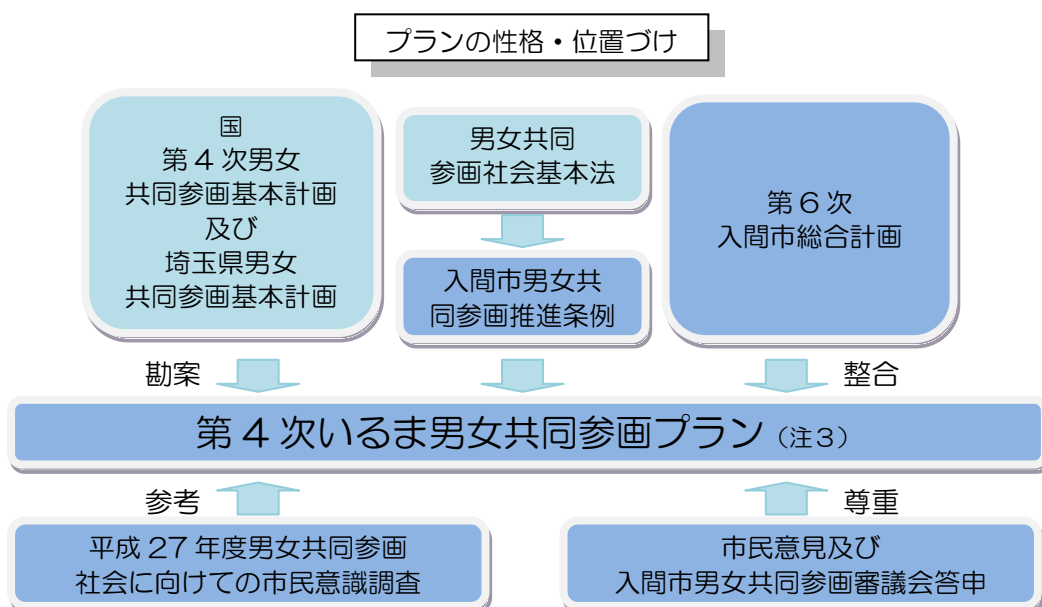 プランの性格・位置づけ
国
第4次男女
共同参画基本計画
及び
埼玉県男女
共同参画基本計画
男女共同
参画社会基本法
入間市男女共
同参画推進条例
第6次
入間市総合計画
勘案
整合
第4次いるま男女共同参画プラン（注3）
参考
尊重
平成27年度男女共同参画
社会に向けての市民意識調査
市民意見及び
入間市男女共同参画審議会答申